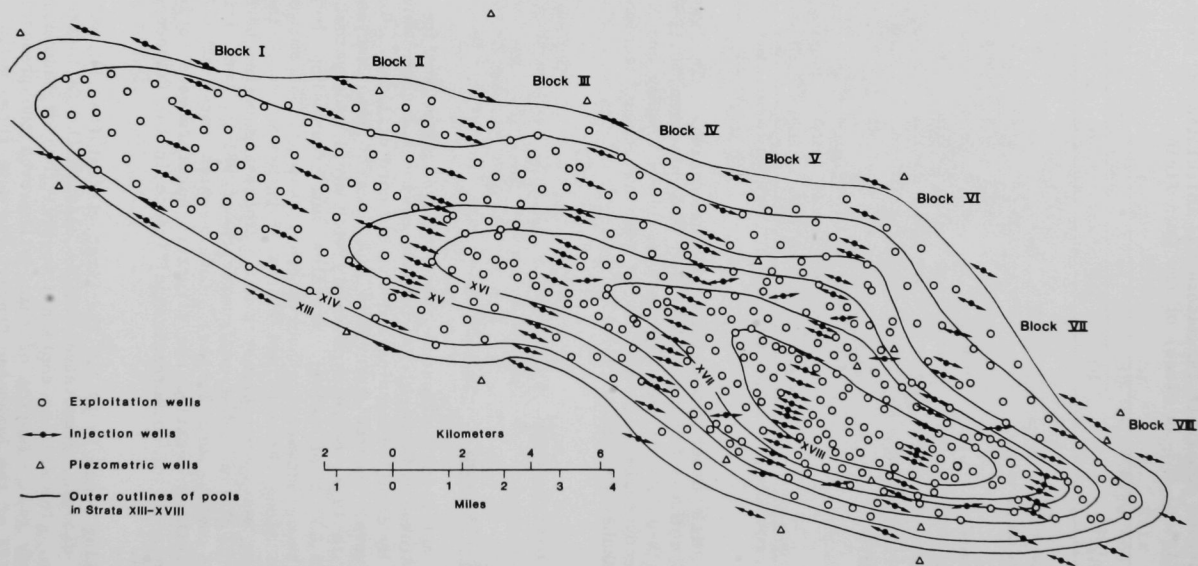 Block I
Block II
Block III
Block IV
Block V
Block VI
Block VII
Block VIII
XIII
XIV
XV
XVI
XVII
XVIII
Exploitation wells
Injection wells
Piezometric wells
Outer outlines of pools
in Strata XIII–XVIII
Kilometers
2 0 2 4 6
1 0 1 2 3 4
Miles